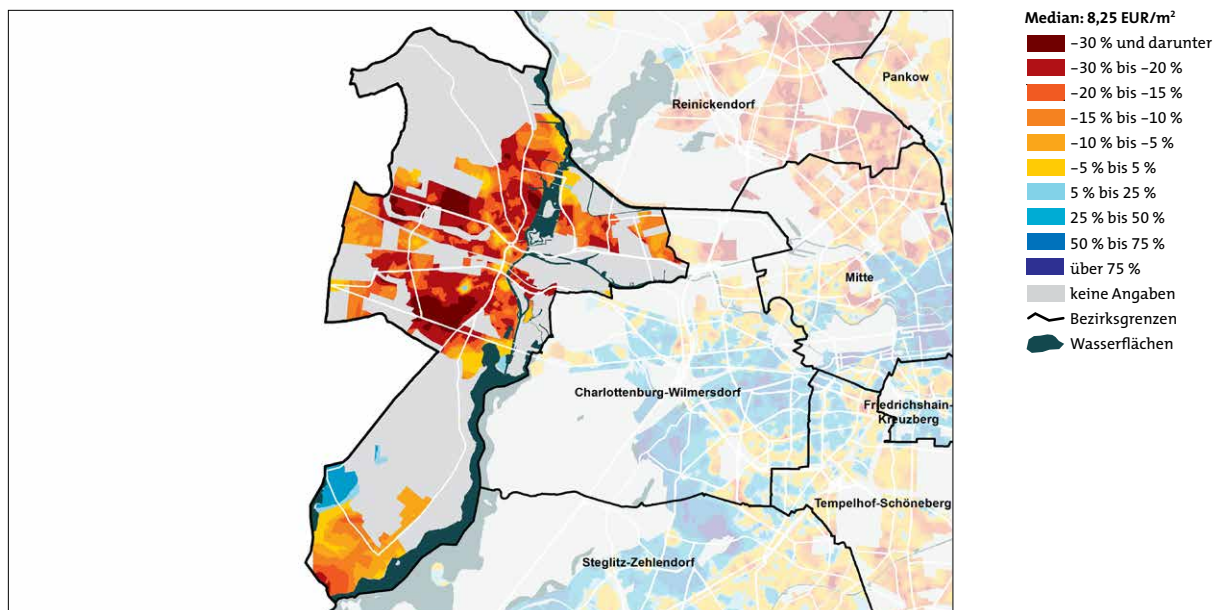 Median: 8,25 EUR/m²
–30 % und darunter
–30 % bis –20 %
–20 % bis –15 %
–15 % bis –10 %
–10 % bis –5 %
–5 % bis 5 %
5 % bis 25 %
25 % bis 50 %
50 % bis 75 %
über 75 %
keine Angaben
Bezirksgrenzen
Wasserflächen
Pankow
Reinickendorf
Mitte
Charlottenburg-Wilmersdorf
Friedrichshain-
Kreuzberg
Tempelhof-Schöneberg
Steglitz-Zehlendorf